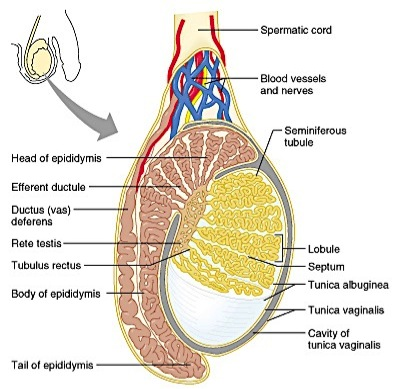 Spermatic cord
Blood vessels
and nerves
Seminiferous
tubule
Head of epididymis
Efferent ductule
Ductus (vas)
deferens
Rete testis
Tubulus rectus
Body of epididymis
Tail of epididymis
Lobule
Septum
Tunica albuginea
Tunica vaginalis
Cavity of
tunica vaginalis